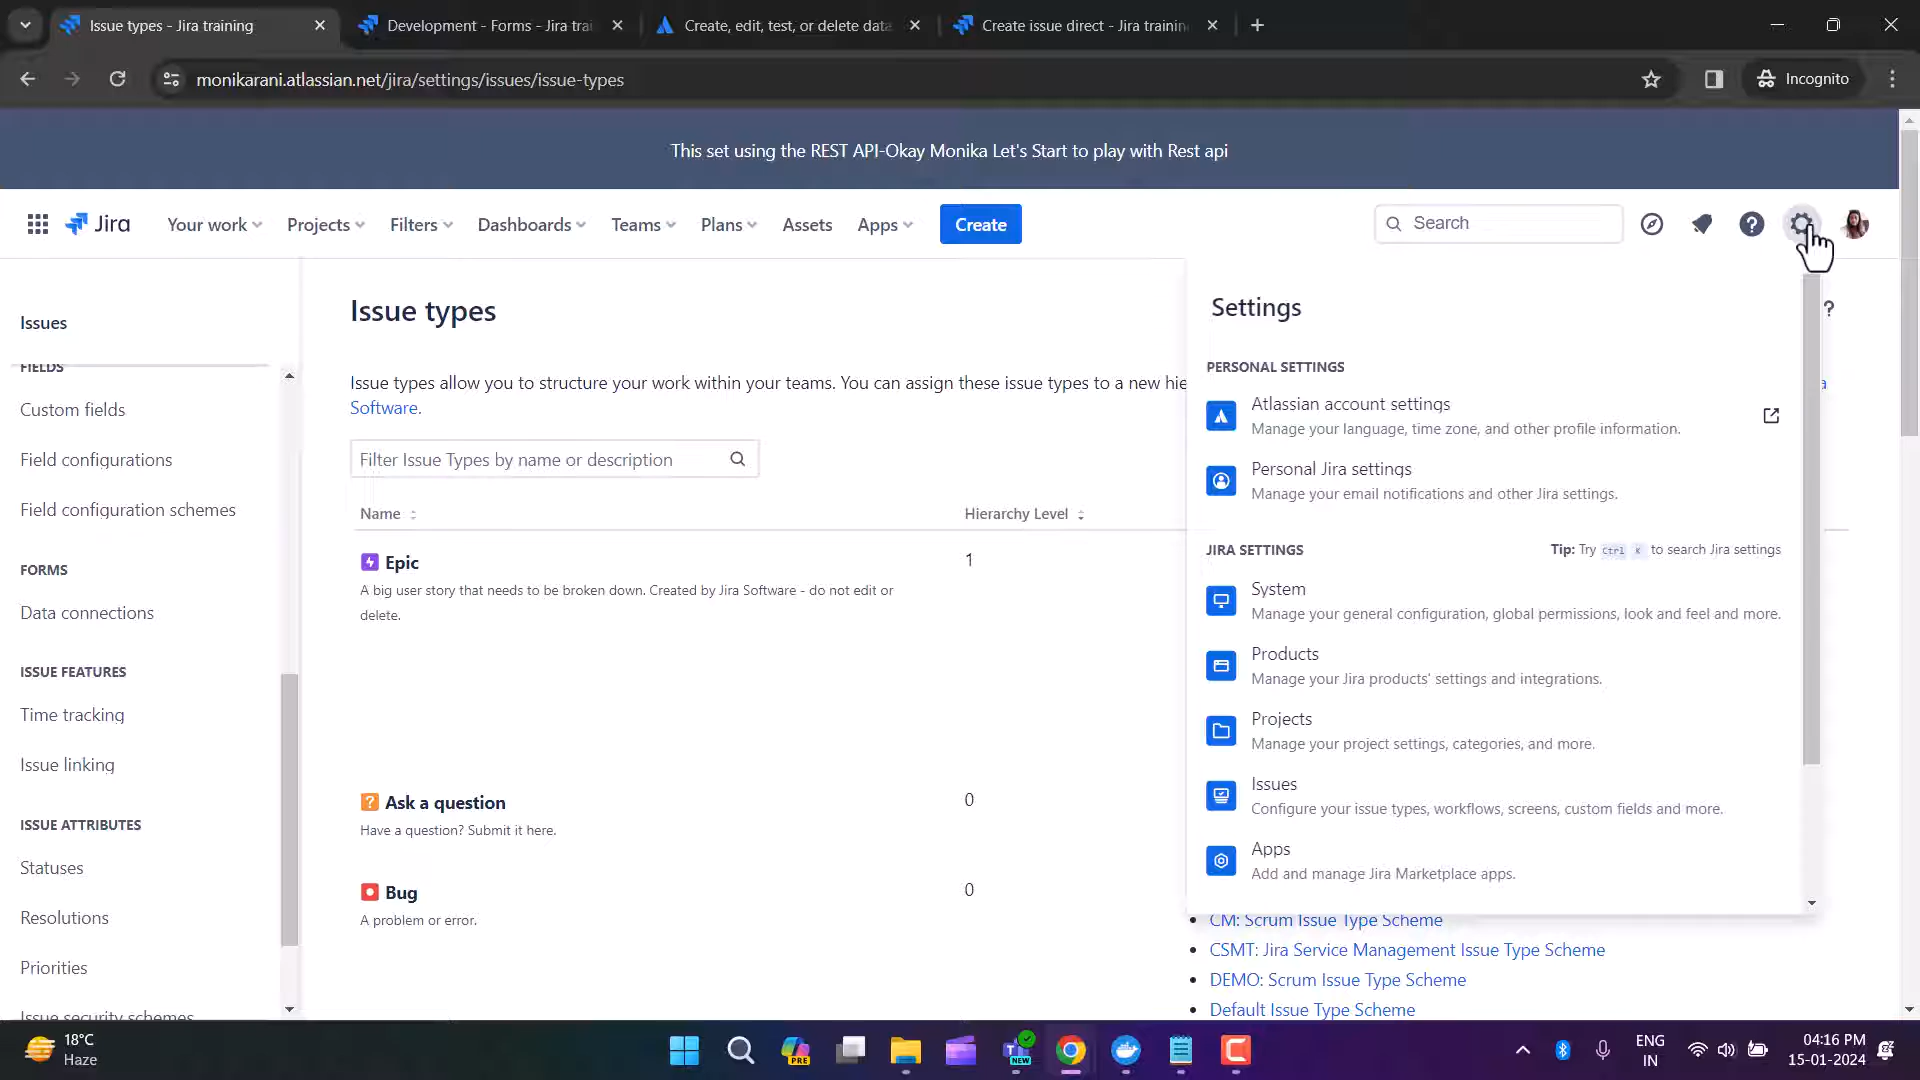 Issue types - Jira training
Development - Forms - Jira trai
Create, edit, test, or delete data
Create issue direct - Jira trainin
monikarani.atlassian.net/jira/settings/issues/issue-types
Incognito
This set using the REST API-Okay Monika Let's Start to play with Rest api
Jira
Your work
Projects
Filters
Dashboards
Teams
Plans
Assets
Apps
Create
Search
Issues
FIELDS
Custom fields
Field configurations
Field configuration schemes
FORMS
Data connections
ISSUE FEATURES
Time tracking
Issue linking
ISSUE ATTRIBUTES
Statuses
Resolutions
Priorities
Issue security schemes
Issue types
Issue types allow you to structure your work within your teams. You can assign these issue types to a new hie
Software.
Filter Issue Types by name or description
Name
Hierarchy Level
Epic
1
A big user story that needs to be broken down. Created by Jira Software - do not edit or
delete.
Ask a question
0
Have a question? Submit it here.
Bug
0
A problem or error.
Settings
PERSONAL SETTINGS
Atlassian account settings
Manage your language, time zone, and other profile information.
Personal Jira settings
Manage your email notifications and other Jira settings.
JIRA SETTINGS
Tip: Try Ctrl K to search Jira settings
System
Manage your general configuration, global permissions, look and feel and more.
Products
Manage your Jira products' settings and integrations.
Projects
Manage your project settings, categories, and more.
Issues
Configure your issue types, workflows, screens, custom fields and more.
Apps
Add and manage Jira Marketplace apps.
?
a
CM: Scrum Issue Type Scheme
CSMT: Jira Service Management Issue Type Scheme
DEMO: Scrum Issue Type Scheme
Default Issue Type Scheme
18°C
Haze
PRE
NEW
ENG
IN
04:16 PM
15-01-2024